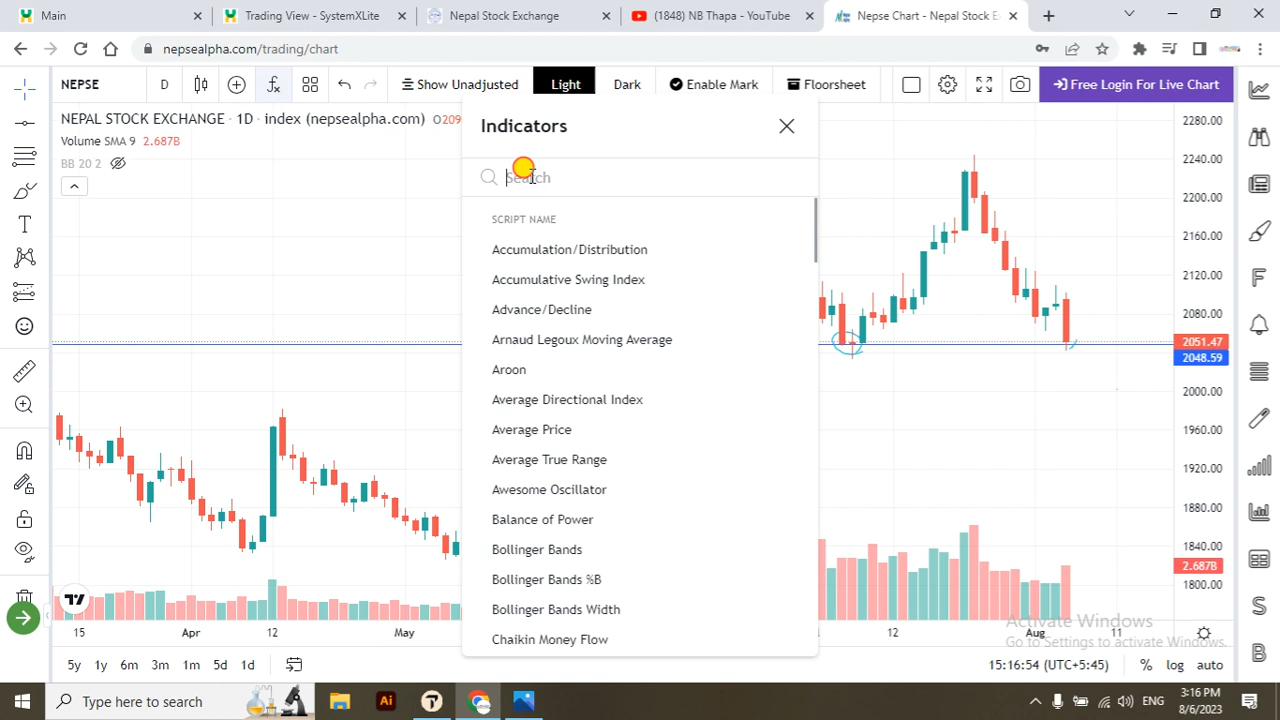 Main
Trading View - SystemXLite
Nepal Stock Exchange
(1848) NB Thapa - YouTube
Nepse Chart - Nepal Stock E
nepsealpha.com/trading/chart
NEPSE D Show Unadjusted Light Dark Enable Mark Floorsheet Free Login For Live Chart
NEPAL STOCK EXCHANGE · 1D · index (nepsealpha.com) O209
Volume SMA 9 2.687B
BB 20 2
Indicators
Search
SCRIPT NAME
Accumulation/Distribution
Accumulative Swing Index
Advance/Decline
Arnaud Legoux Moving Average
Aroon
Average Directional Index
Average Price
Average True Range
Awesome Oscillator
Balance of Power
Bollinger Bands
Bollinger Bands %B
Bollinger Bands Width
Chaikin Money Flow
2280.00
2240.00
2200.00
2160.00
2120.00
2080.00
2051.47
2048.59
2000.00
1960.00
1920.00
1880.00
1840.00
2.687B
1800.00
F
S
B
Activate Windows
Go to Settings to activate Windows.
15 Apr 12 May 12 Aug 11
5y 1y 6m 3m 1m 5d 1d 15:16:54 (UTC+5:45) % log auto
Type here to search Ai ENG 3:16 PM
8/6/2023